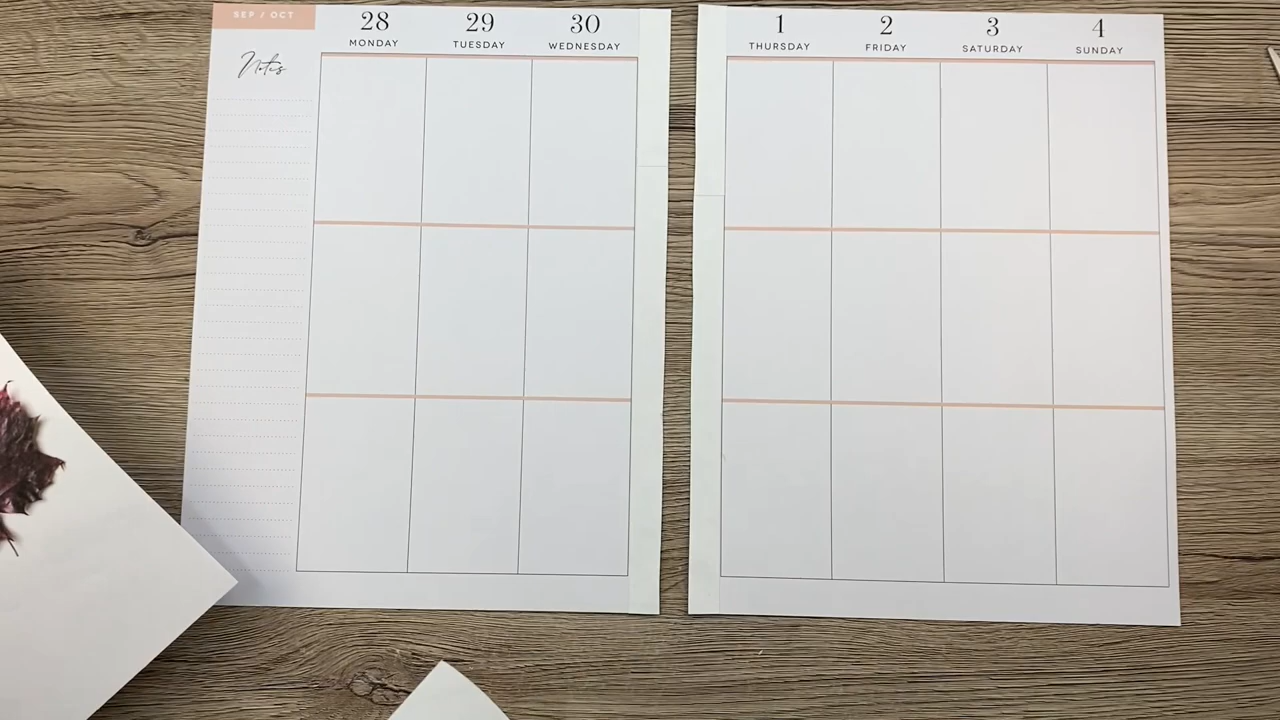 SEP / OCT
28 29 30
MONDAY TUESDAY WEDNESDAY
1 2 3 4
THURSDAY FRIDAY SATURDAY SUNDAY
Notes